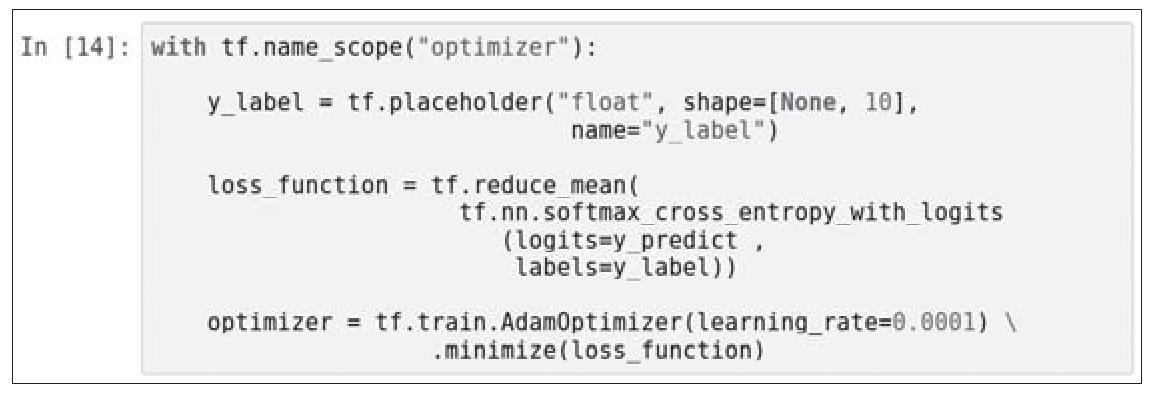 In [14]: with tf.name_scope("optimizer"):
y_label = tf.placeholder("float", shape=[None, 10],
name="y_label")
loss_function = tf.reduce_mean(
tf.nn.softmax_cross_entropy_with_logits
(logits=y_predict ,
labels=y_label))
optimizer = tf.train.AdamOptimizer(learning_rate=0.0001) \
.minimize(loss_function)